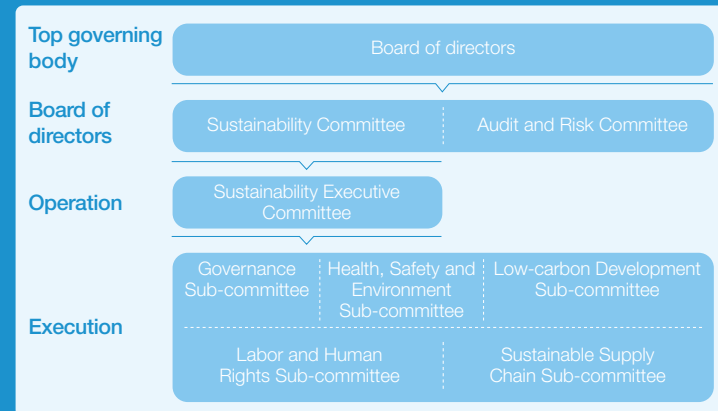 Top governing
body
Board of directors
Board of
directors
Sustainability Committee
Audit and Risk Committee
Operation
Sustainability Executive
Committee
Execution
Governance
Sub-committee
Health, Safety and
Environment
Sub-committee
Low-carbon Development
Sub-committee
Labor and Human
Rights Sub-committee
Sustainable Supply
Chain Sub-committee